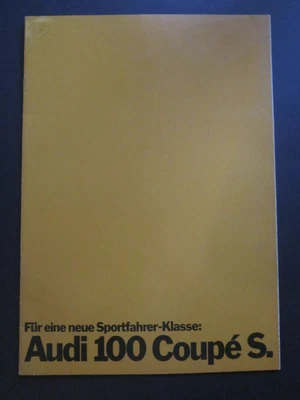 Für eine neue Sportfahrer-Klasse:
Audi 100 Coupé S.